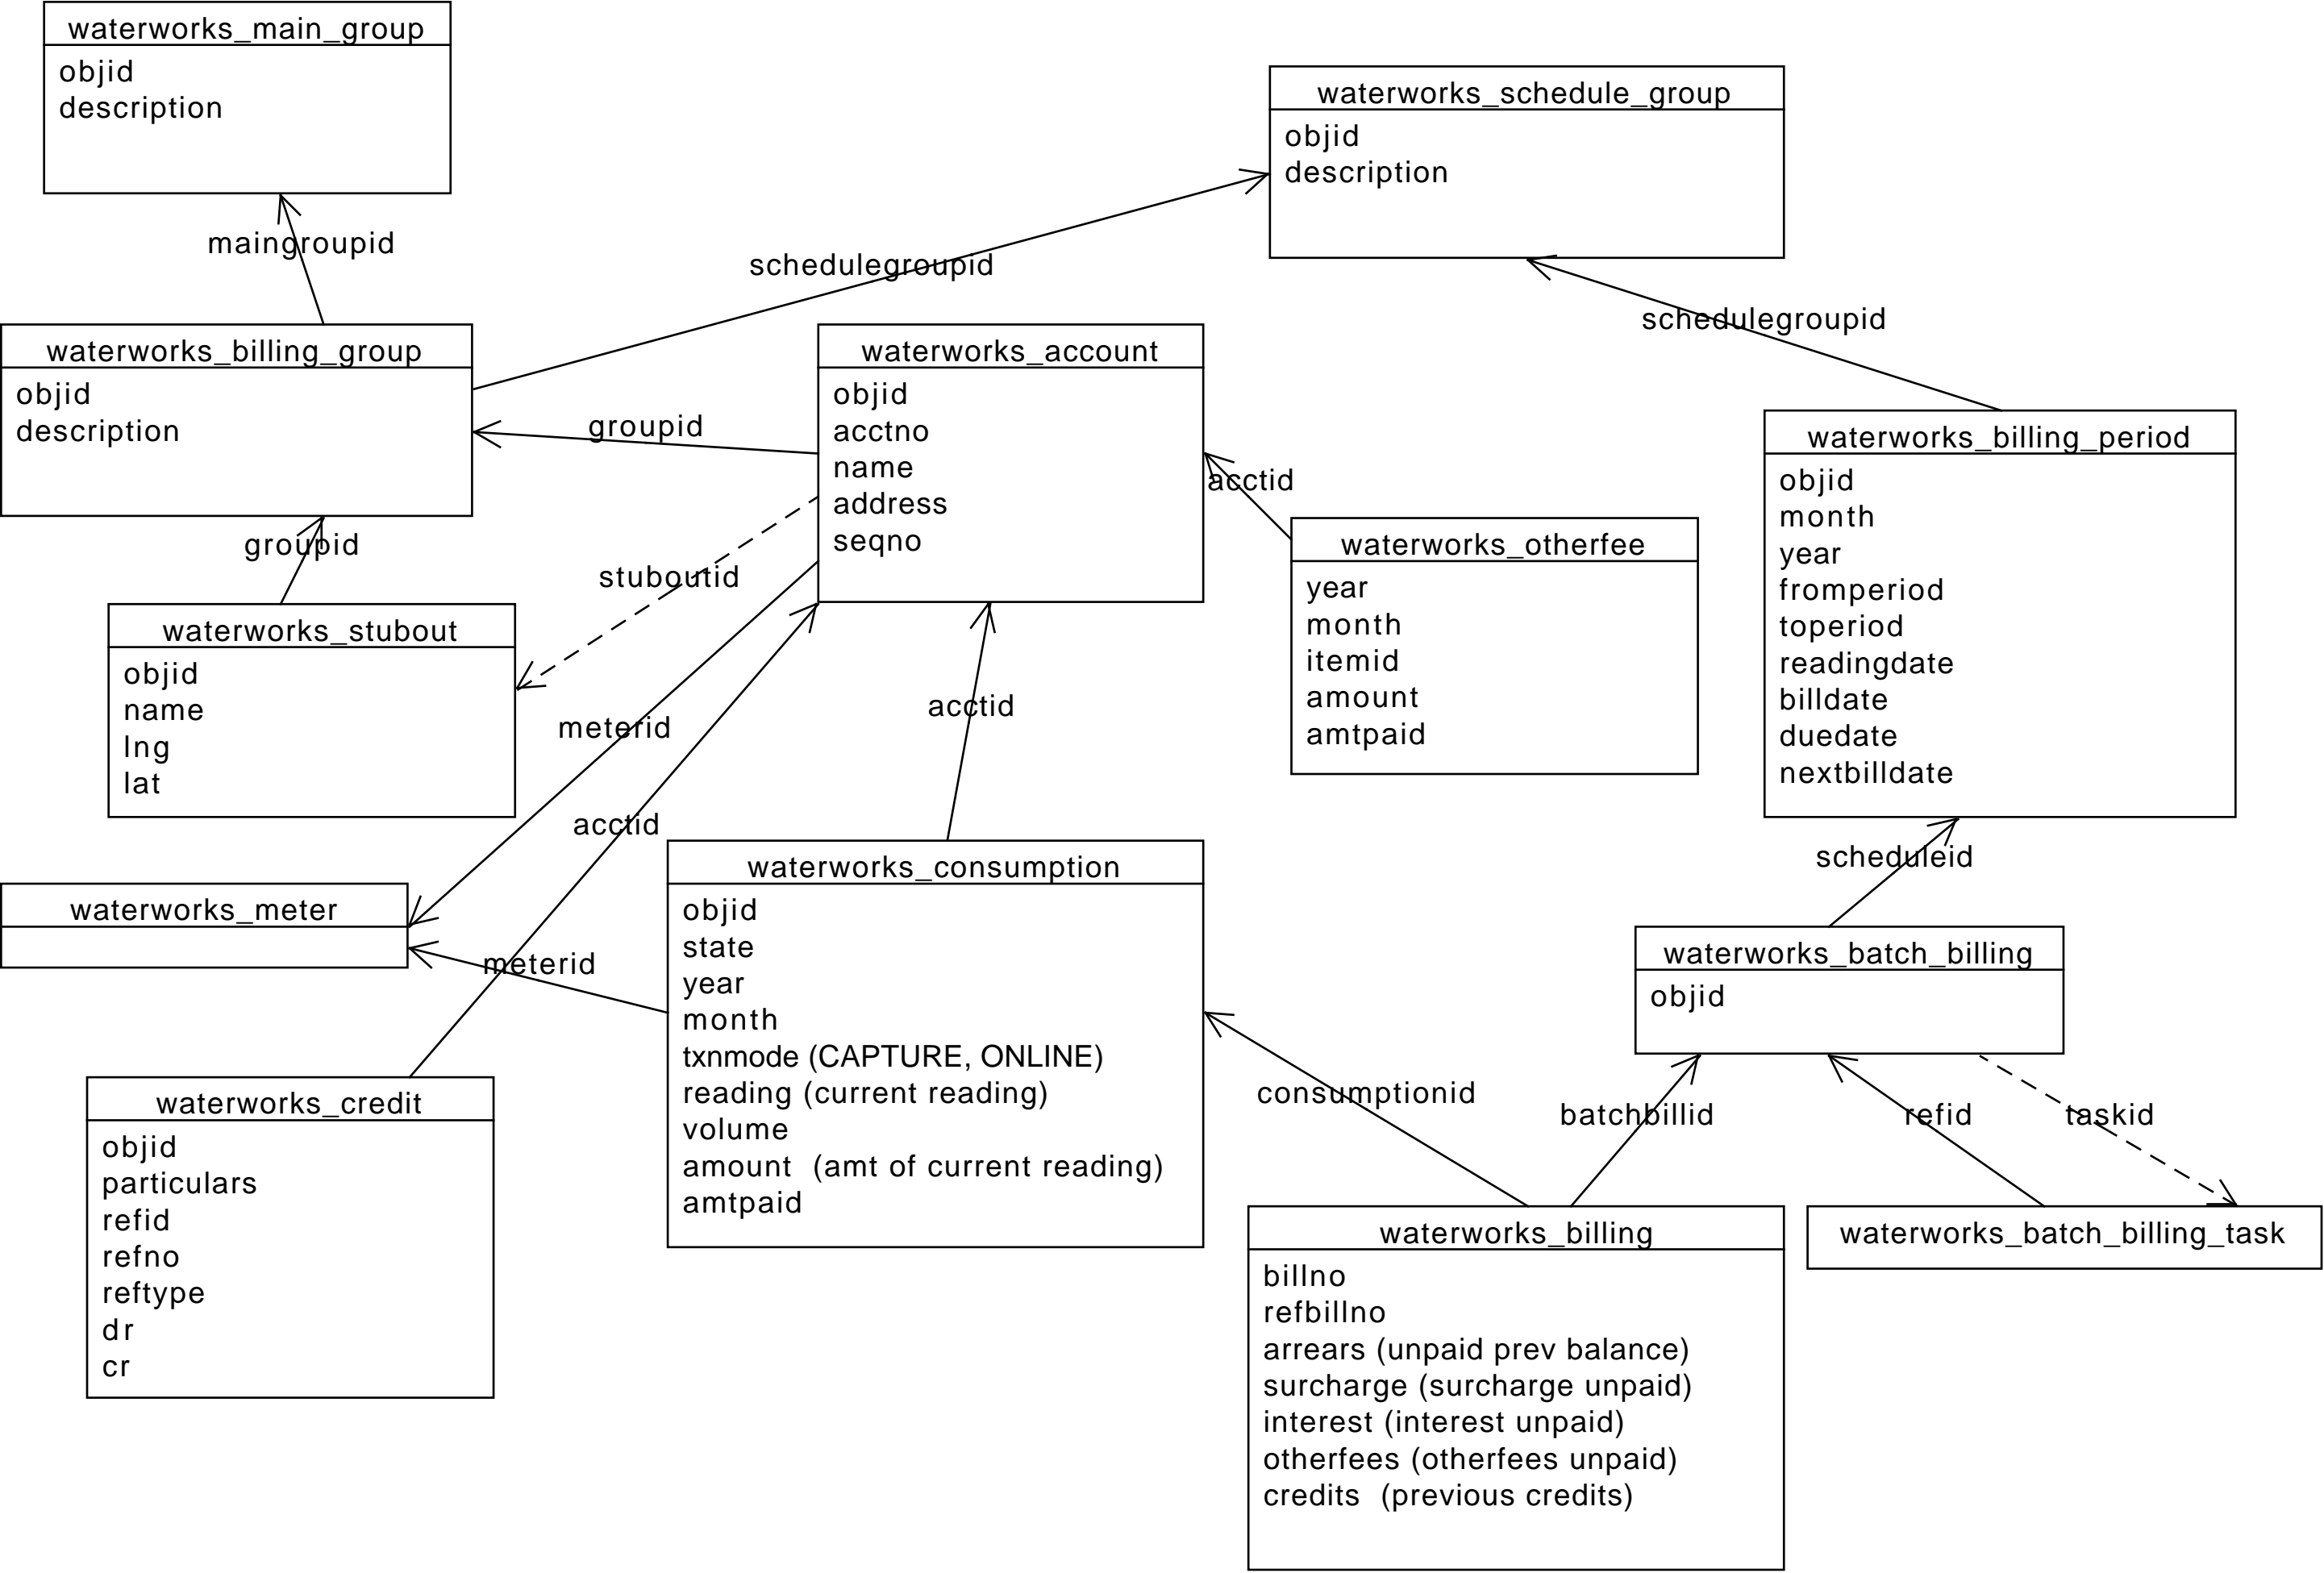 waterworks_main_group
objid
description
waterworks_schedule_group
objid
description
maingroupid
schedulegroupid
schedulegroupid
waterworks_billing_group
objid
description
groupid
waterworks_account
objid
acctno
name
address
seqno
acctid
waterworks_billing_period
objid
month
year
fromperiod
toperiod
readingdate
billdate
duedate
nextbilldate
waterworks_otherfee
year
month
itemid
amount
amtpaid
groupid
stuboutid
waterworks_stubout
objid
name
lng
lat
meterid
acctid
acctid
scheduleid
waterworks_meter
meterid
waterworks_consumption
objid
state
year
month
txnmode (CAPTURE, ONLINE)
reading (current reading)
volume
amount  (amt of current reading)
amtpaid
waterworks_batch_billing
objid
waterworks_credit
objid
particulars
refid
refno
reftype
dr
cr
consumptionid
batchbillid
refid
taskid
waterworks_billing
billno
refbillno
arrears (unpaid prev balance)
surcharge (surcharge unpaid)
interest (interest unpaid)
otherfees (otherfees unpaid)
credits  (previous credits)
waterworks_batch_billing_task